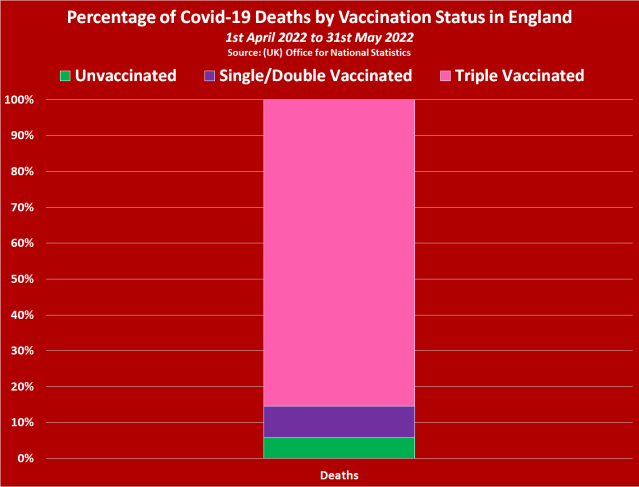 Percentage of Covid-19 Deaths by Vaccination Status in England
1st April 2022 to 31st May 2022
Source: (UK) Office for National Statistics
Unvaccinated Single/Double Vaccinated Triple Vaccinated
100%
90%
80%
70%
60%
50%
40%
30%
20%
10%
0%
Deaths